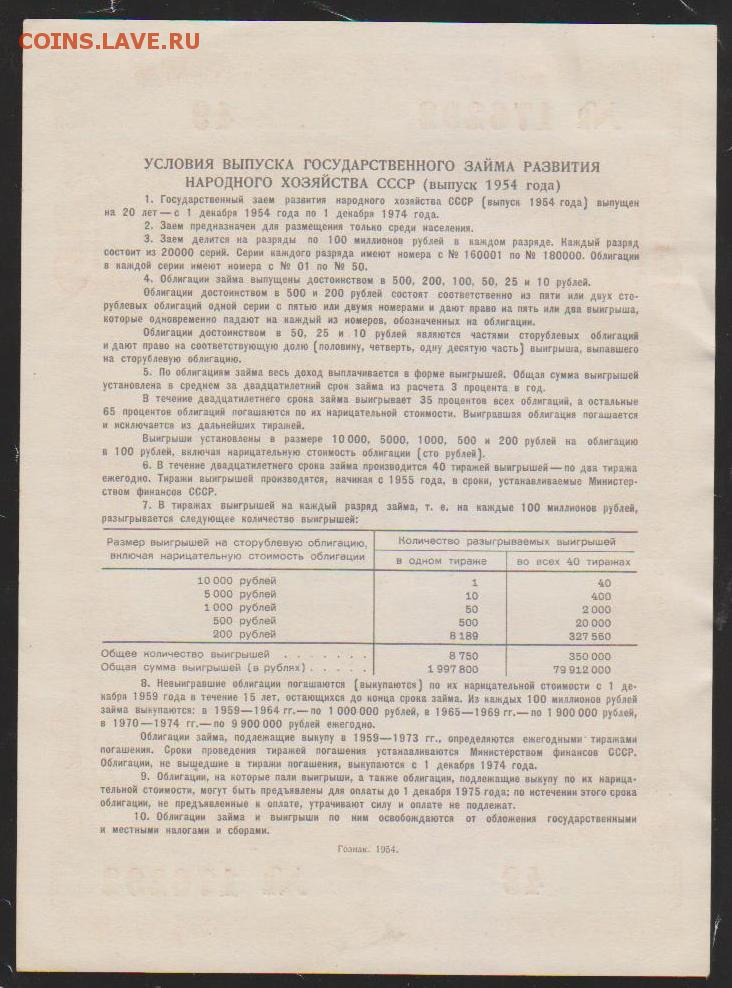 COINS.LAVE.RU
№ 176292 49
УСЛОВИЯ ВЫПУСКА ГОСУДАРСТВЕННОГО ЗАЙМА РАЗВИТИЯ
НАРОДНОГО ХОЗЯЙСТВА СССР (выпуск 1954 года)
1. Государственный заем развития народного хозяйства СССР (выпуск 1954 года) выпущен
на 20 лет — с 1 декабря 1954 года по 1 декабря 1974 года.
2. Заем предназначен для размещения только среди населения.
3. Заем делится на разряды по 100 миллионов рублей в каждом разряде. Каждый разряд
состоит из 20000 серий. Серии каждого разряда имеют номера с № 160001 по № 180000. Облигации
в каждой серии имеют номера с № 01 по № 50.
4. Облигации займа выпущены достоинством в 500, 200, 100, 50, 25 и 10 рублей.
Облигации достоинством в 500 и 200 рублей состоят соответственно из пяти или двух сто-
рублевых облигаций одной серии с пятью или двумя номерами и дают право на пять или два выигрыша,
которые одновременно падают на каждый из номеров, обозначенных на облигации.
Облигации достоинством в 50, 25 и 10 рублей являются частями сторублевых облигаций
и дают право на соответствующую долю (половину, четверть, одну десятую часть) выигрыша, выпавшего
на сторублевую облигацию.
5. По облигациям займа весь доход выплачивается в форме выигрышей. Общая сумма выигрышей
установлена в среднем за двадцатилетний срок займа из расчета 3 процента в год.
В течение двадцатилетнего срока займа выигрывает 35 процентов всех облигаций, а остальные
65 процентов облигаций погашаются по их нарицательной стоимости. Выигравшая облигация погашается
и исключается из дальнейших тиражей.
Выигрыши установлены в размере 10 000, 5000, 1000, 500 и 200 рублей на облигацию
в 100 рублей, включая нарицательную стоимость облигации (сто рублей).
6. В течение двадцатилетнего срока займа производится 40 тиражей выигрышей — по два тиража
ежегодно. Тиражи выигрышей производятся, начиная с 1955 года, в сроки, устанавливаемые Министер-
ством финансов СССР.
7. В тиражах выигрышей на каждый разряд займа, т. е. на каждые 100 миллионов рублей,
разыгрывается следующее количество выигрышей:
Размер выигрышей на сторублевую облигацию, включая нарицательную стоимость облигации
Количество разыгрываемых выигрышей
в одном тираже во всех 40 тиражах
10 000 рублей 1 40
5 000 рублей 10 400
1 000 рублей 50 2 000
500 рублей 500 20 000
200 рублей 8 189 327 560
Общее количество выигрышей . . . . . . . 8 750 350 000
Общая сумма выигрышей (в рублях) . . . . . 1 997 800 79 912 000
8. Невыигравшие облигации погашаются (выкупаются) по их нарицательной стоимости с 1 де-
кабря 1959 года в течение 15 лет, остающихся до конца срока займа. Из каждых 100 миллионов рублей
займа выкупаются: в 1959—1964 гг.— по 1 000 000 рублей, в 1965—1969 гг.— по 1 900 000 рублей,
в 1970—1974 гг.— по 9 900 000 рублей ежегодно.
Облигации займа, подлежащие выкупу в 1959—1973 гг., определяются ежегодными тиражами
погашения. Сроки проведения тиражей погашения устанавливаются Министерством финансов СССР.
Облигации, не вышедшие в тиражи погашения, выкупаются с 1 декабря 1974 года.
9. Облигации, на которые пали выигрыши, а также облигации, подлежащие выкупу по их нарица-
тельной стоимости, могут быть предъявлены для оплаты до 1 декабря 1975 года; по истечении этого срока
облигации, не предъявленные к оплате, утрачивают силу и оплате не подлежат.
10. Облигации займа и выигрыши по ним освобождаются от обложения государственными
и местными налогами и сборами.
Гознак. 1954.